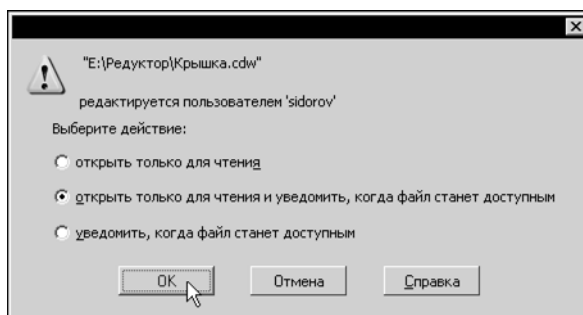 "E:\Редуктор\Крышка.cdw"
редактируется пользователем 'sidorov'
Выберите действие:
открыть только для чтения
открыть только для чтения и уведомить, когда файл станет доступным
уведомить, когда файл станет доступным
OK Отмена Справка